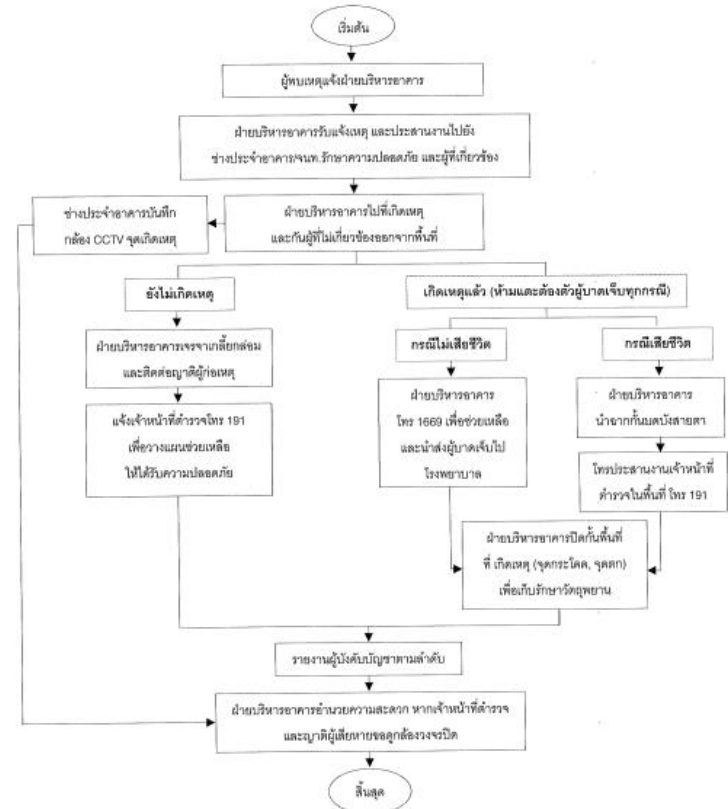 เริ่มต้น
ผู้พบเหตุแจ้งฝ่ายบริหารอาคาร
ฝ่ายบริหารอาคารรับแจ้งเหตุ และประสานงานไปยัง
ช่างประจำอาคาร/จนท.รักษาความปลอดภัย และผู้ที่เกี่ยวข้อง
ช่างประจำอาคารบันทึก
กล้อง CCTV จุดเกิดเหตุ
ฝ่ายบริหารอาคารไปที่เกิดเหตุ
และกันผู้ที่ไม่เกี่ยวข้องออกจากพื้นที่
ยังไม่เกิดเหตุ
เกิดเหตุแล้ว (ห้ามแตะต้องตัวผู้บาดเจ็บทุกกรณี)
ฝ่ายบริหารอาคารเจรจาเกลี้ยกล่อม
และติดต่อญาติผู้ก่อเหตุ
แจ้งเจ้าหน้าที่ตำรวจโทร 191
เพื่อวางแผนช่วยเหลือ
ให้ได้รับความปลอดภัย
กรณีไม่เสียชีวิต
กรณีเสียชีวิต
ฝ่ายบริหารอาคาร
โทร 1669 เพื่อช่วยเหลือ
และนำส่งผู้บาดเจ็บไป
โรงพยาบาล
ฝ่ายบริหารอาคาร
นำฉากกั้นบดบังสายตา
โทรประสานงานเจ้าหน้าที่
ตำรวจในพื้นที่ โทร 191
ฝ่ายบริหารอาคารปิดกั้นพื้นที่
ที่ เกิดเหตุ (จุดกระโดด, จุดตก)
เพื่อเก็บรักษาวัตถุพยาน
รายงานผู้บังคับบัญชาตามลำดับ
ฝ่ายบริหารอาคารอำนวยความสะดวก หากเจ้าหน้าที่ตำรวจ
และญาติผู้เสียหายขอดูกล้องวงจรปิด
สิ้นสุด